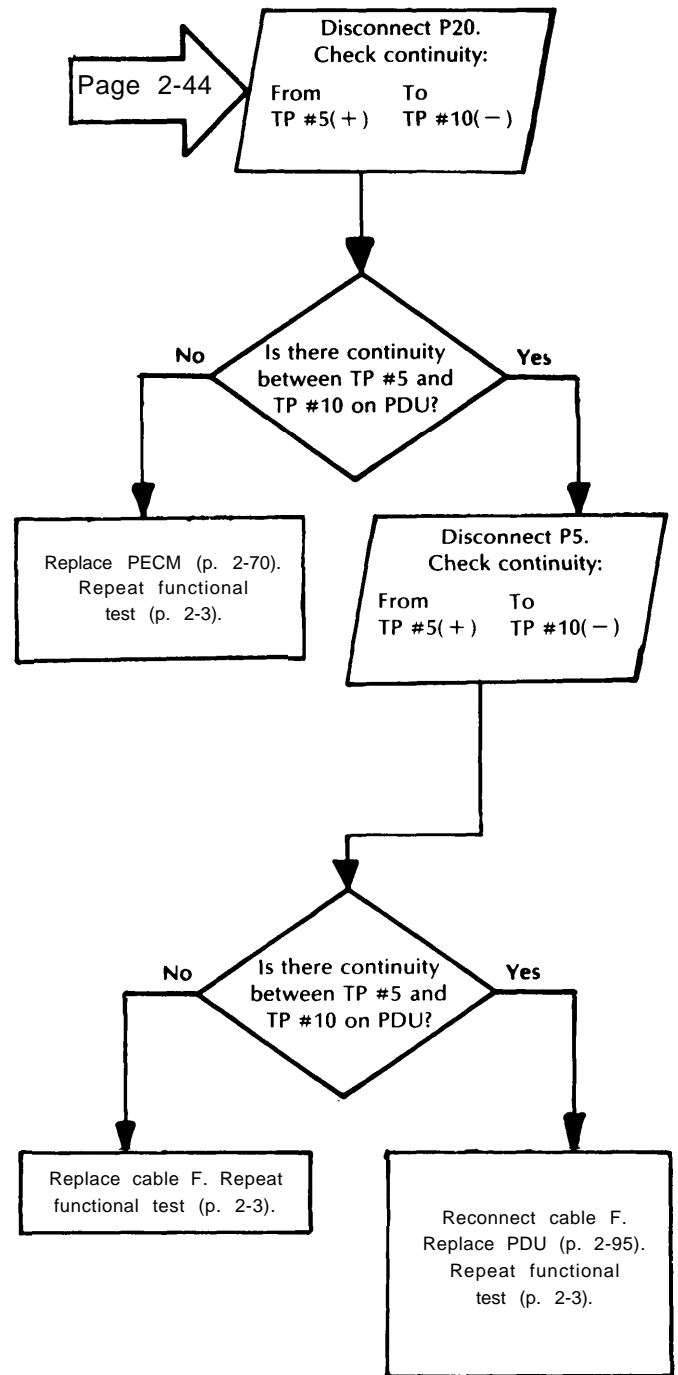 Page 2-44
Disconnect P20.
Check continuity:
From To
TP #5(+) TP #10(−)
Is there continuity
between TP #5 and
TP #10 on PDU?
No
Yes
Replace PECM (p. 2-70).
Repeat functional
test (p. 2-3).
Disconnect P5.
Check continuity:
From To
TP #5(+) TP #10(−)
Is there continuity
between TP #5 and
TP #10 on PDU?
No
Yes
Replace cable F. Repeat
functional test (p. 2-3).
Reconnect cable F.
Replace PDU (p. 2-95).
Repeat functional
test (p. 2-3).